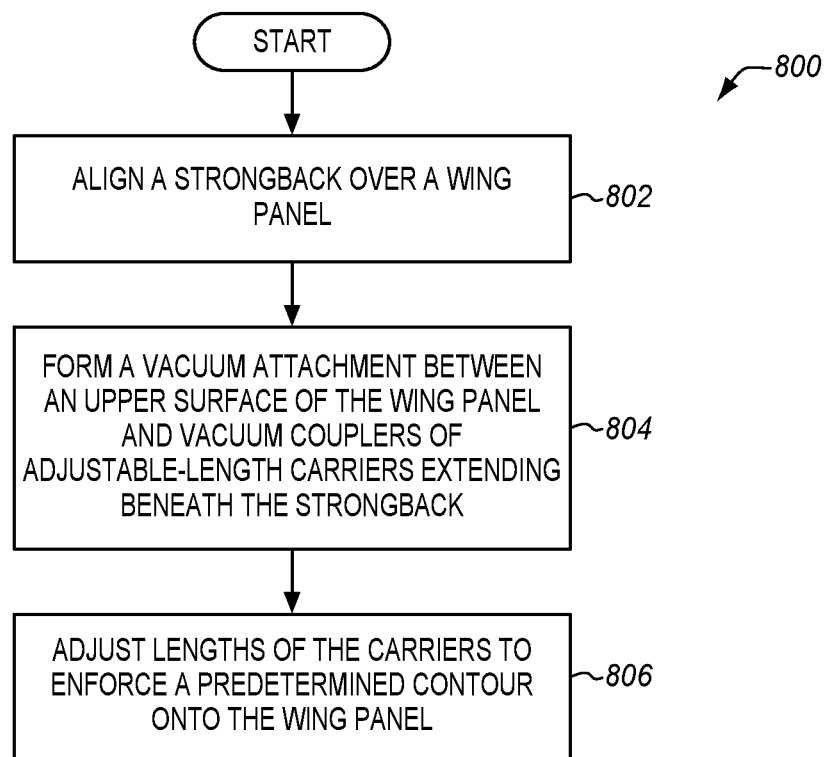 START
800
ALIGN A STRONGBACK OVER A WING
PANEL
802
FORM A VACUUM ATTACHMENT BETWEEN
AN UPPER SURFACE OF THE WING PANEL
AND VACUUM COUPLERS OF
ADJUSTABLE-LENGTH CARRIERS EXTENDING
BENEATH THE STRONGBACK
804
ADJUST LENGTHS OF THE CARRIERS TO
ENFORCE A PREDETERMINED CONTOUR
ONTO THE WING PANEL
806